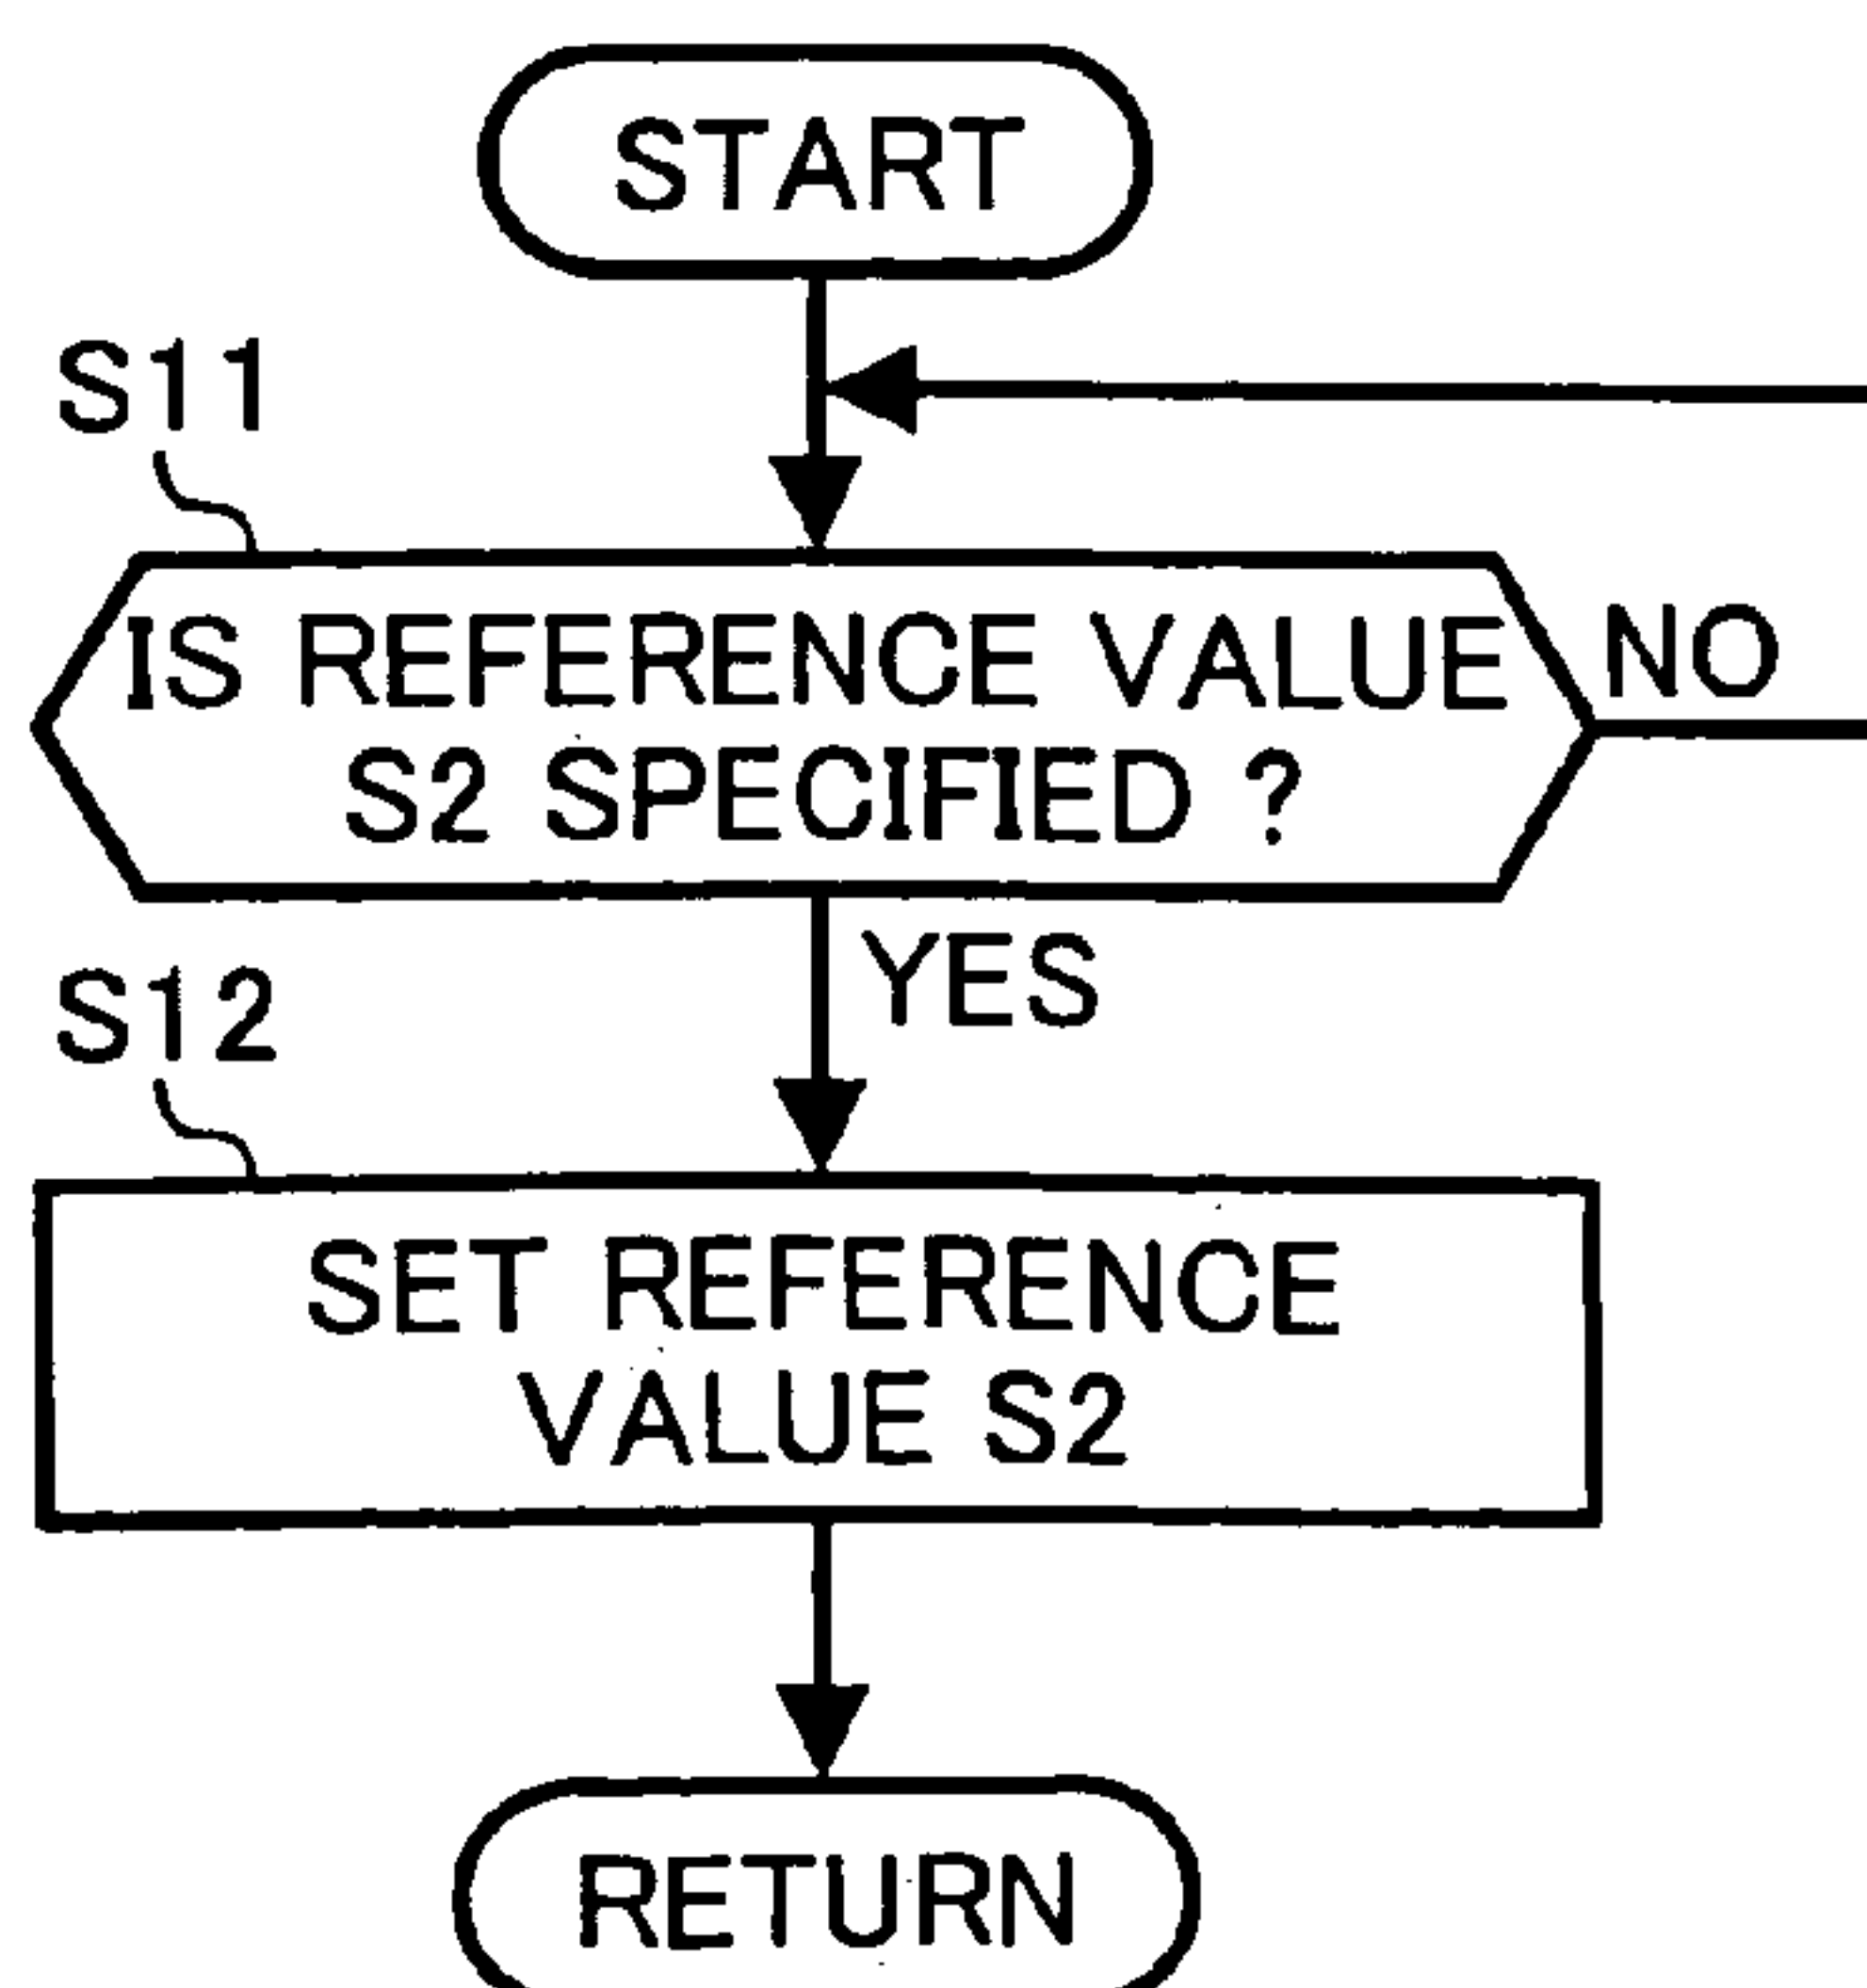 START
S11
IS REFERENCE VALUE
S2 SPECIFIED ?
NO
YES
S12
SET REFERENCE
VALUE S2
RETURN